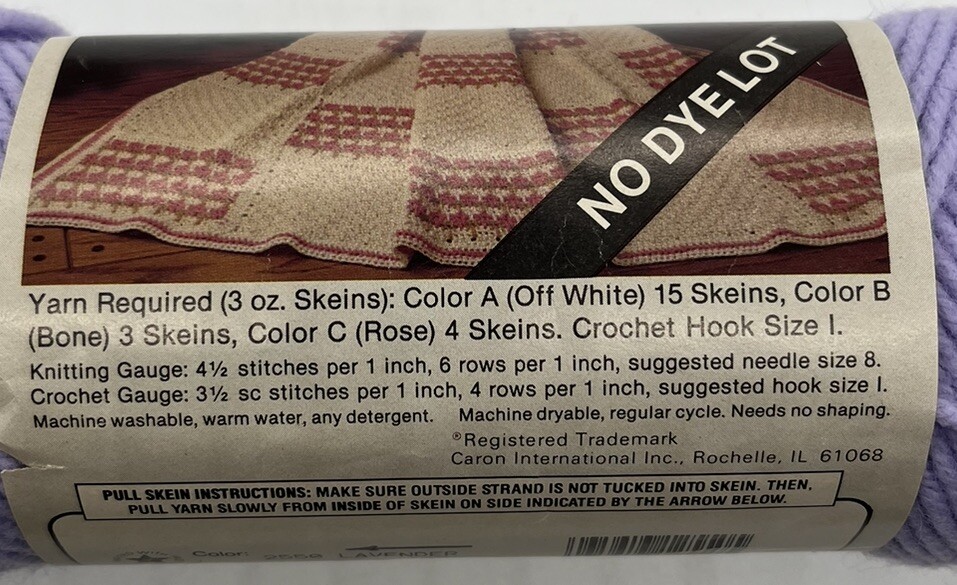 NO DYE LOT
Yarn Required (3 oz. Skeins): Color A (Off White) 15 Skeins, Color B
(Bone) 3 Skeins, Color C (Rose) 4 Skeins. Crochet Hook Size I.
Knitting Gauge: 4½ stitches per 1 inch, 6 rows per 1 inch, suggested needle size 8.
Crochet Gauge: 3½ sc stitches per 1 inch, 4 rows per 1 inch, suggested hook size I.
Machine washable, warm water, any detergent. Machine dryable, regular cycle. Needs no shaping.
®Registered Trademark
Caron International Inc., Rochelle, IL 61068
PULL SKEIN INSTRUCTIONS: MAKE SURE OUTSIDE STRAND IS NOT TUCKED INTO SKEIN. THEN,
PULL YARN SLOWLY FROM INSIDE OF SKEIN ON SIDE INDICATED BY THE ARROW BELOW.
Color: 2550 LAVENDER